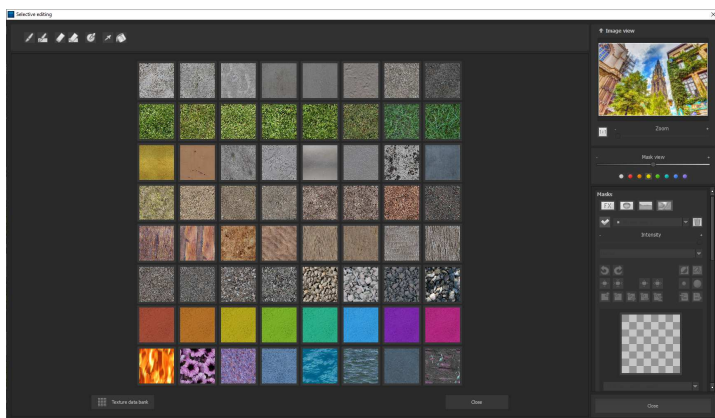 Selective editing
Image view
Zoom
Mask view
Masks
FX
Intensity
Texture data bank
Close
Close